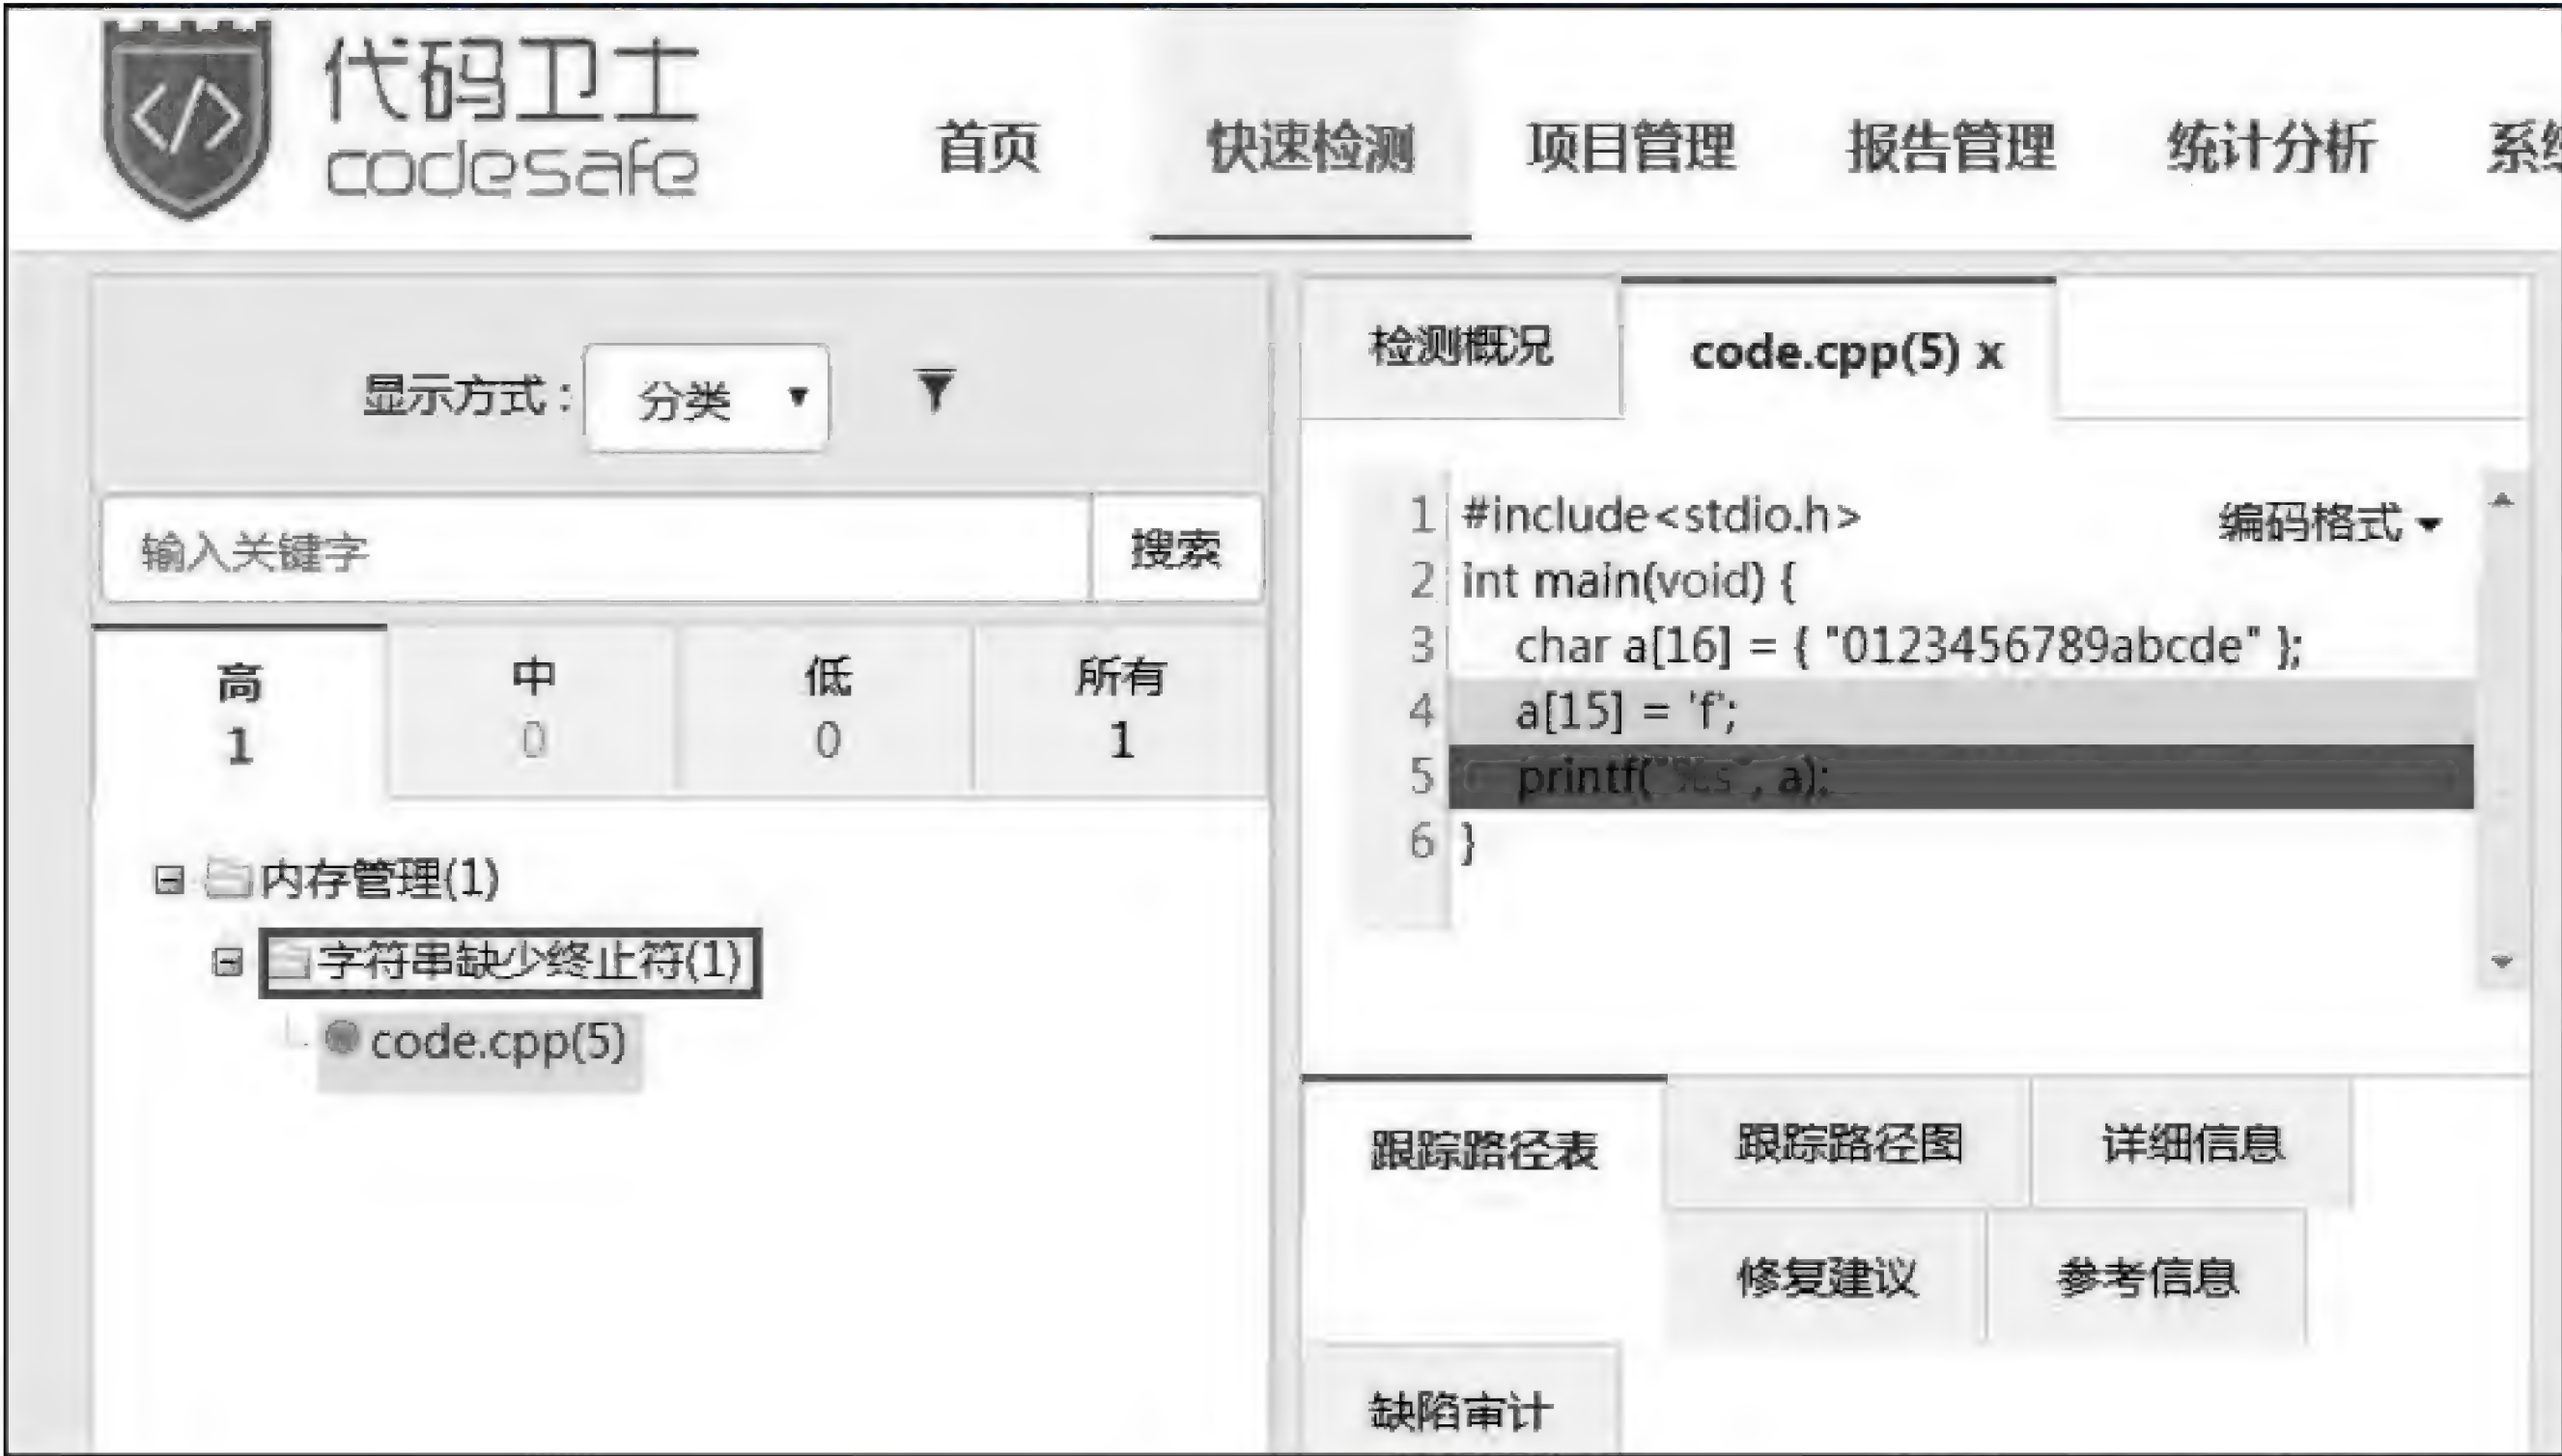 代码卫士
codesafe
首页 快速检测 项目管理 报告管理 统计分析
显示方式： 分类
输入关键字 搜索
高 中 低 所有
1 0 0 1
内存管理(1)
字符串缺少终止符(1)
code.cpp(5)
检测概况 code.cpp(5) x
编码格式
1 #include<stdio.h>
2 int main(void) {
3 char a[16] = { "0123456789abcde" };
4 a[15] = 'f';
5 printf("%s", a);
6 }
跟踪路径表 跟踪路径图 详细信息
修复建议 参考信息
缺陷审计